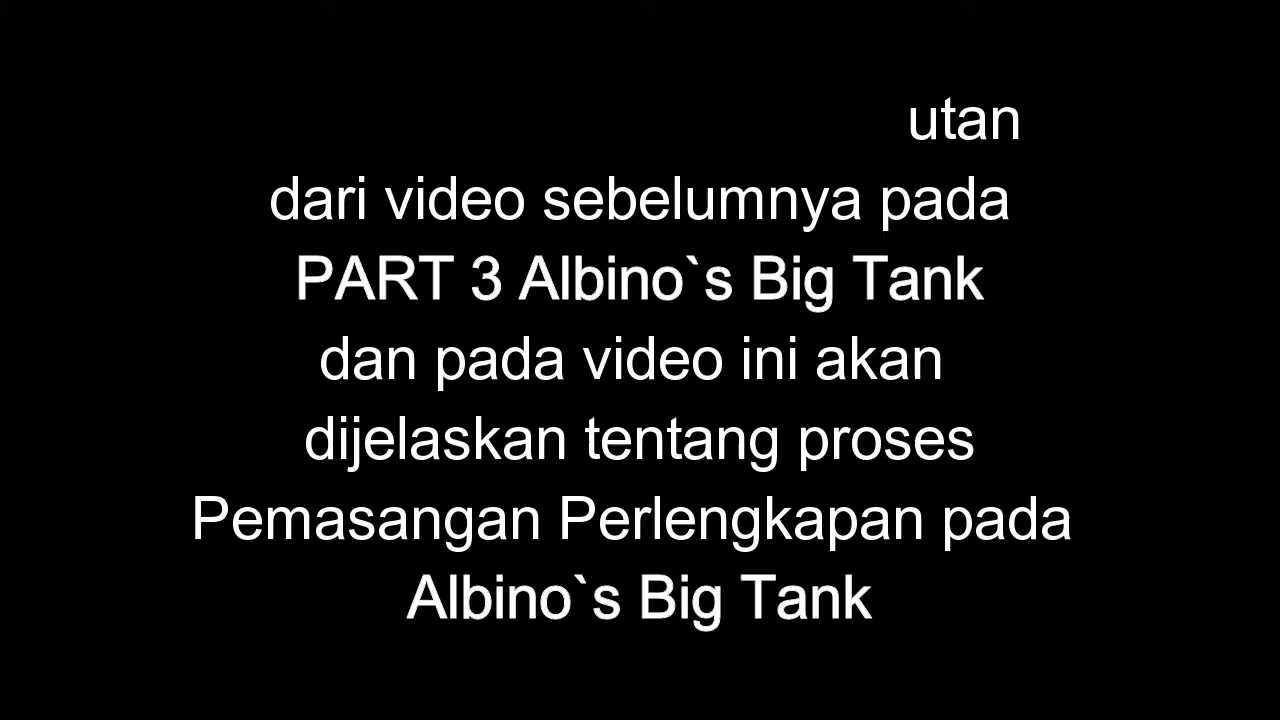 utan
dari video sebelumnya pada
PART 3 Albino`s Big Tank
dan pada video ini akan
dijelaskan tentang proses
Pemasangan Perlengkapan pada
Albino`s Big Tank